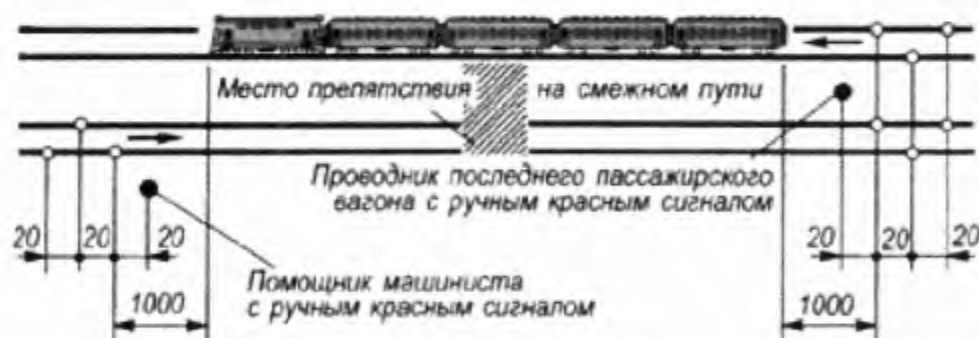 Место препятствия на смежном пути
Проводник последнего пассажирского
вагона с ручным красным сигналом
20 20 20 20 20 20
Помощник машиниста
с ручным красным сигналом
1000 1000